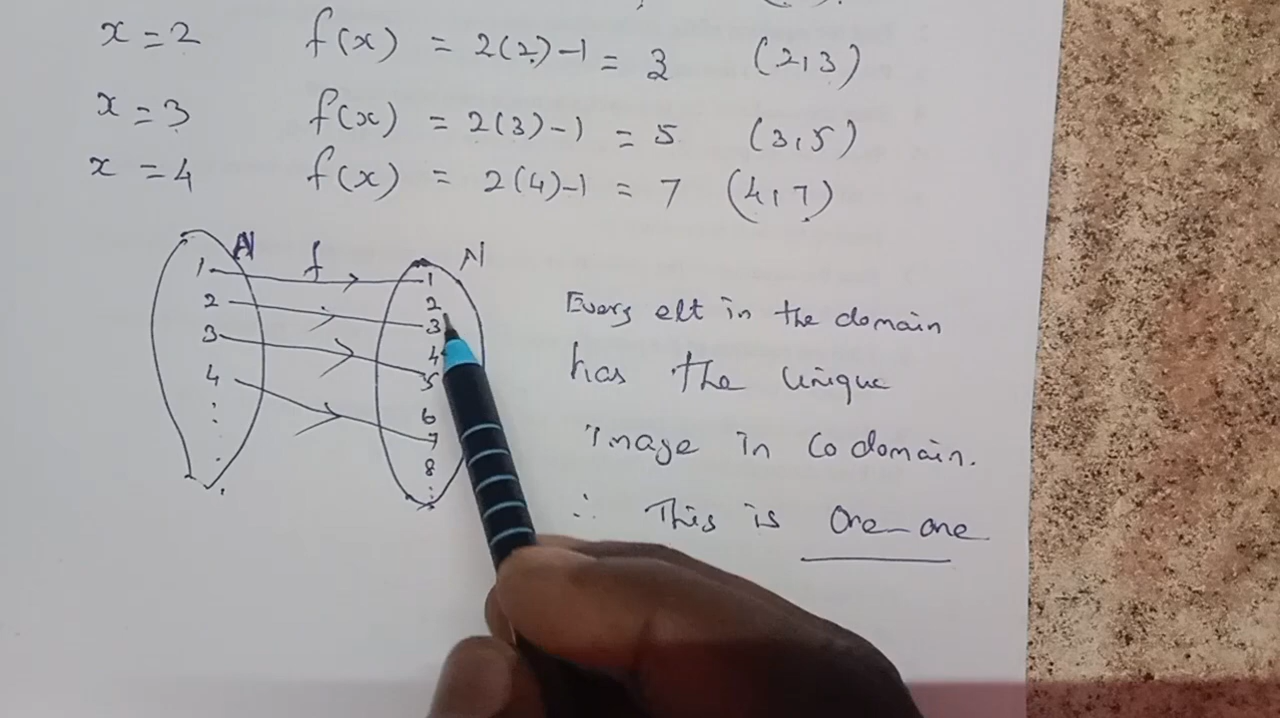 x = 2 f(x) = 2(2)-1 = 3 (2,3)
x = 3 f(x) = 2(3)-1 = 5 (3,5)
x = 4 f(x) = 2(4)-1 = 7 (4,7)
N f N
1 1
2 2
3 3
4 4
5
6
7
8
Every elt in the domain
has the unique
image in Co domain.
∴ This is One-one